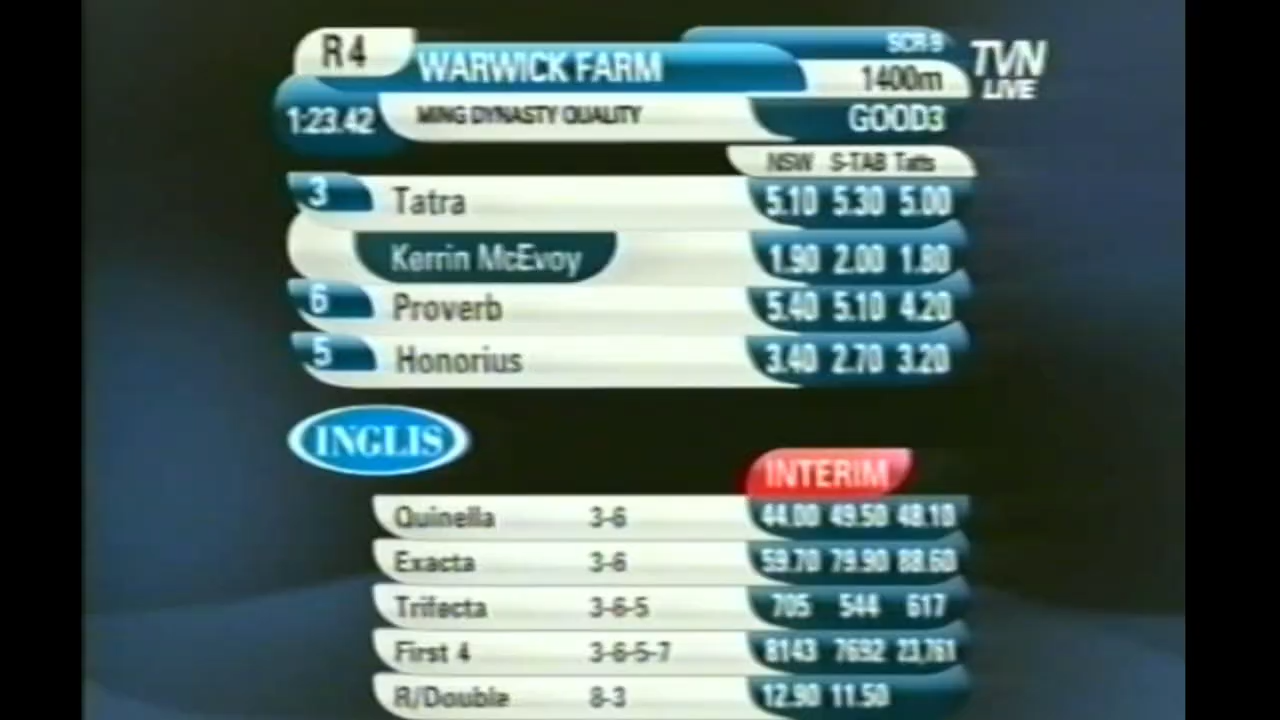 R4 WARWICK FARM SCR-9
1400m
TVN LIVE
1:23.42 MING DYNASTY QUALITY GOOD3
NSW S-TAB Tatts
3 Tatra 5.10 5.30 5.00
Kerrin McEvoy 1.90 2.00 1.80
6 Proverb 5.40 5.10 4.20
5 Honorius 3.40 2.70 3.20
INGLIS
INTERIM
Quinella 3-6 44.00 49.50 48.10
Exacta 3-6 59.70 79.90 88.60
Trifecta 3-6-5 705 544 617
First 4 3-6-5-7 8143 7692 23,761
R/Double 8-3 12.90 11.50